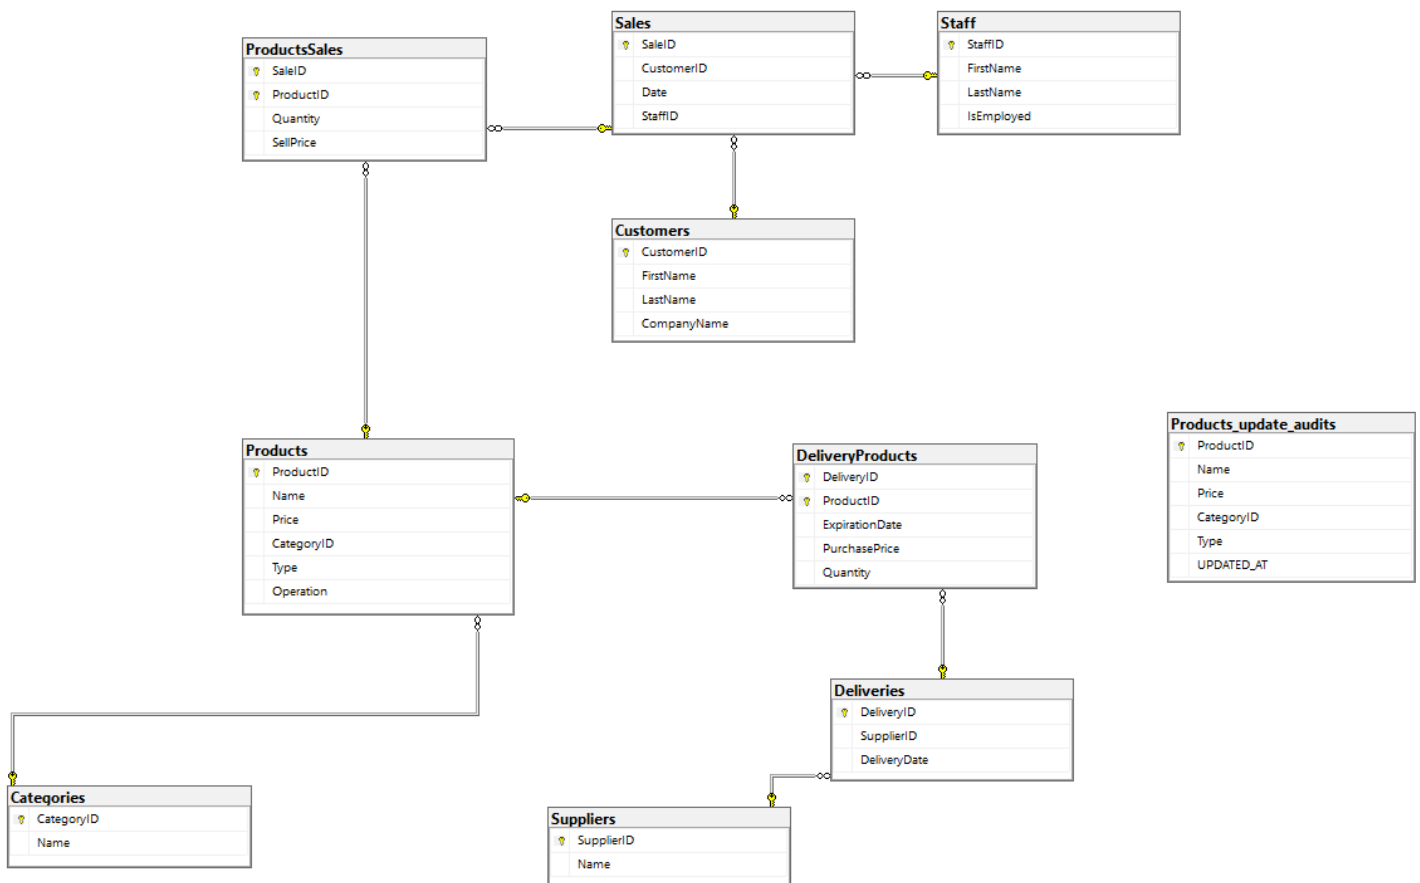 ProductsSales
SaleID
ProductID
Quantity
SellPrice
Sales
SaleID
CustomerID
Date
StaffID
Staff
StaffID
FirstName
LastName
IsEmployed
Customers
CustomerID
FirstName
LastName
CompanyName
Products
ProductID
Name
Price
CategoryID
Type
Operation
DeliveryProducts
DeliveryID
ProductID
ExpirationDate
PurchasePrice
Quantity
Products_update_audits
ProductID
Name
Price
CategoryID
Type
UPDATED_AT
Deliveries
DeliveryID
SupplierID
DeliveryDate
Categories
CategoryID
Name
Suppliers
SupplierID
Name